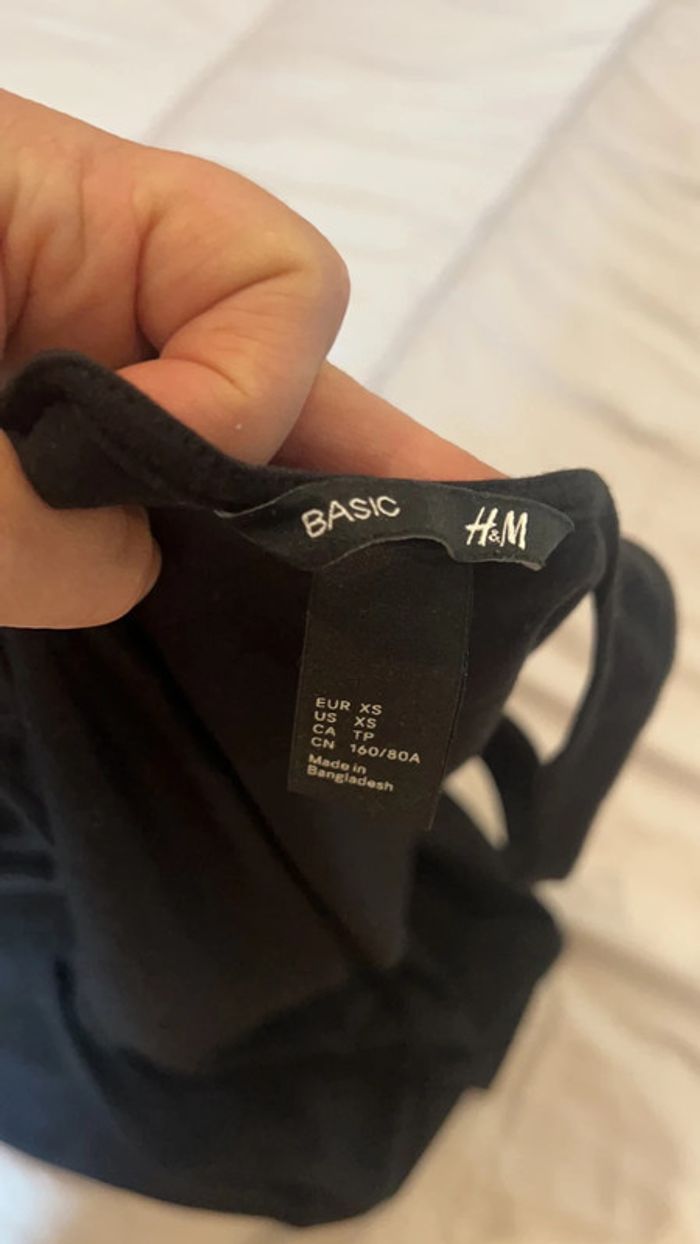 BASIC H&M
EUR XS
US XS
CA TP
CN 160/80A
Made in
Bangladesh